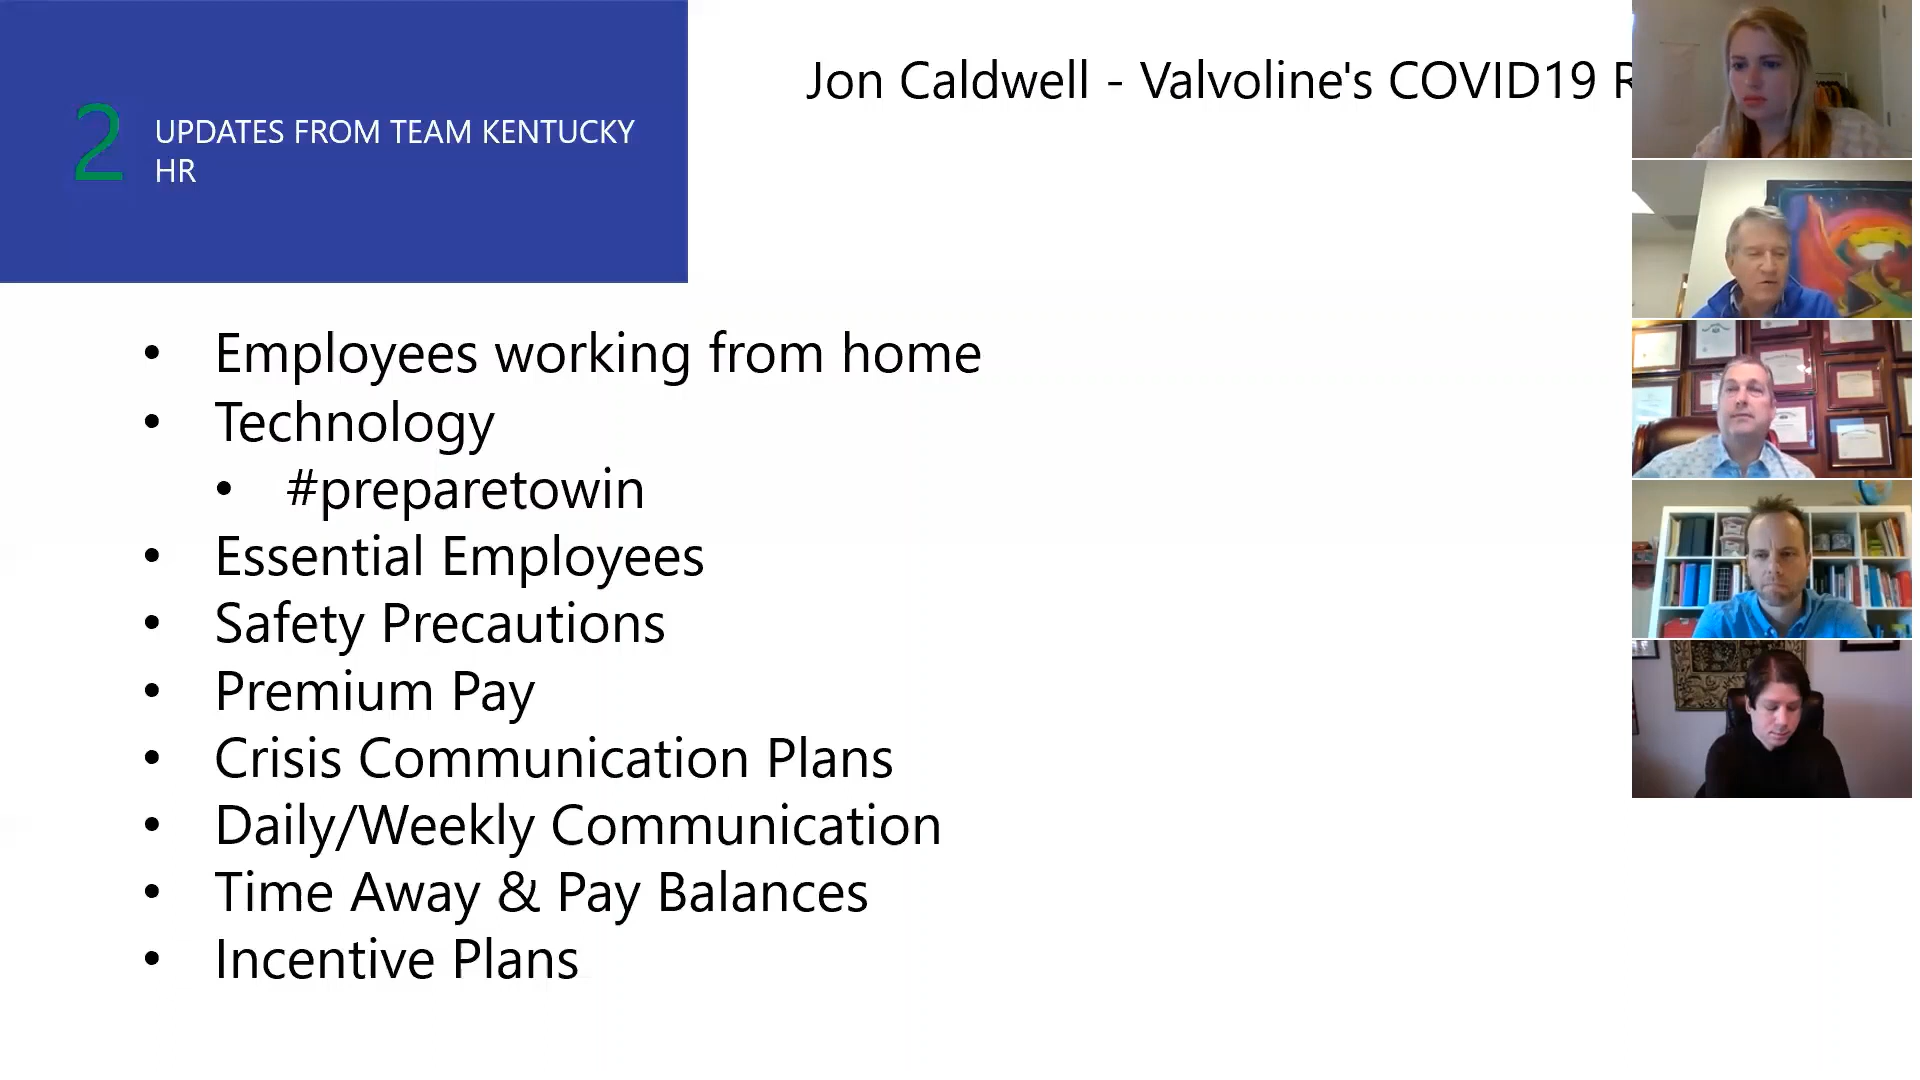 2
UPDATES FROM TEAM KENTUCKY
HR
Jon Caldwell - Valvoline's COVID19
• Employees working from home
• Technology
• #preparetowin
• Essential Employees
• Safety Precautions
• Premium Pay
• Crisis Communication Plans
• Daily/Weekly Communication
• Time Away & Pay Balances
• Incentive Plans